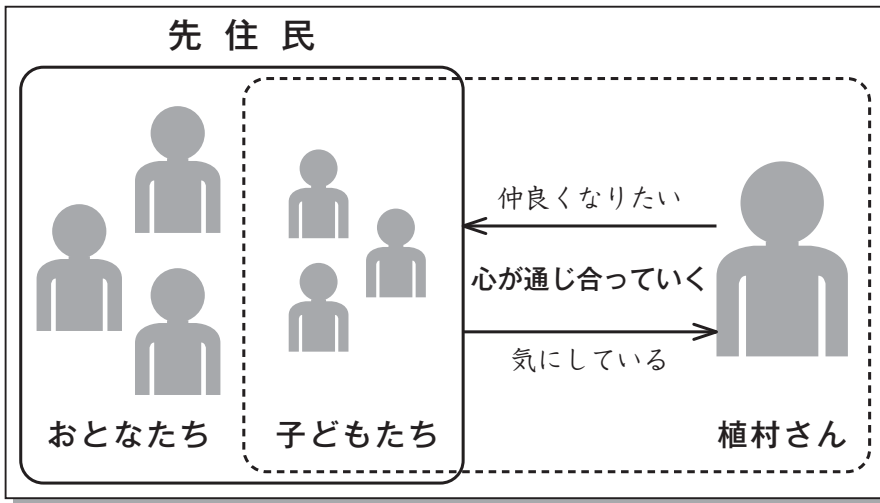 先住民
仲良くなりたい
心が通じ合っていく
気にしている
おとなたち
子どもたち
植村さん